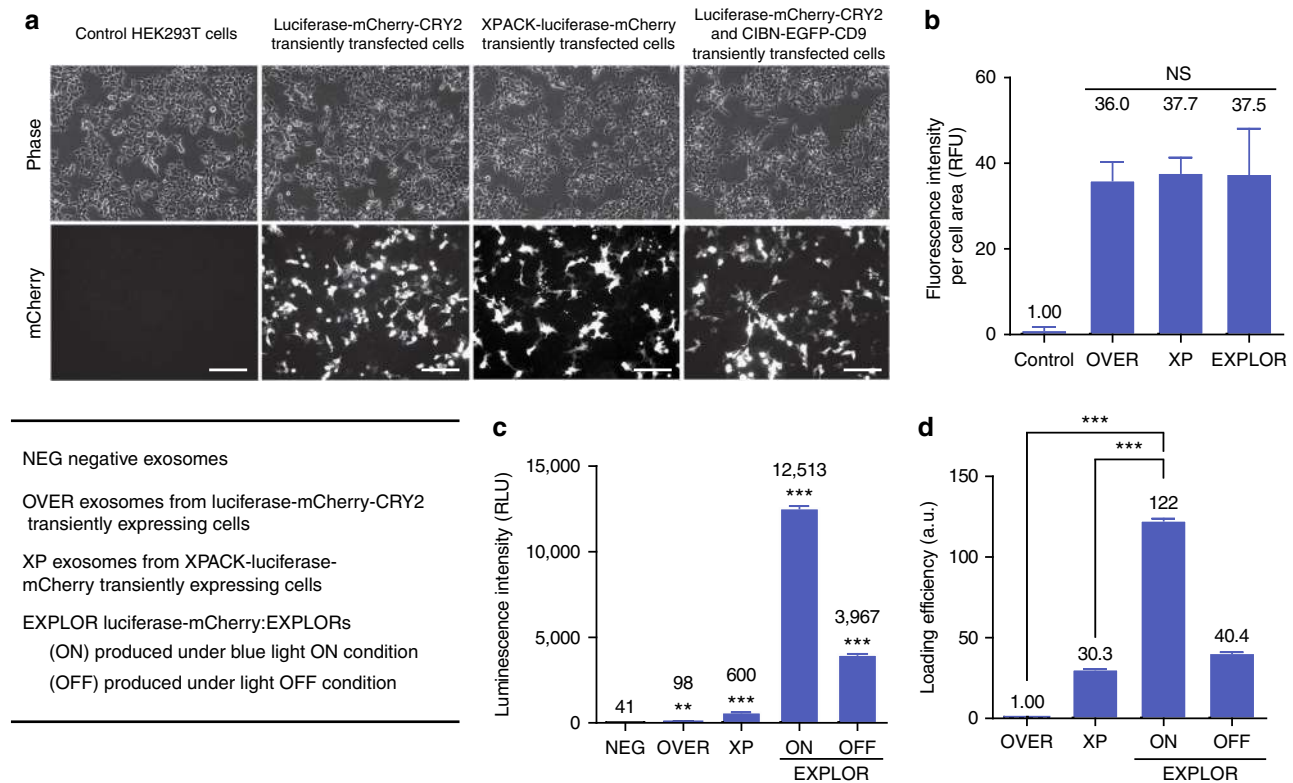 a
Control HEK293T cells
Luciferase-mCherry-CRY2
transiently transfected cells
XPACK-luciferase-mCherry
transiently transfected cells
Luciferase-mCherry-CRY2
and CIBN-EGFP-CD9
transiently transfected cells
Phase
mCherry
b
Fluorescence intensity
per cell area (RFU)
60
40
20
0
NS
1.00
36.0
37.7
37.5
Control
OVER
XP
EXPLOR
NEG negative exosomes
OVER exosomes from luciferase-mCherry-CRY2
transiently expressing cells
XP exosomes from XPACK-luciferase-
mCherry transiently expressing cells
EXPLOR luciferase-mCherry:EXPLORs
(ON) produced under blue light ON condition
(OFF) produced under light OFF condition
c
Luminescence intensity (RLU)
15,000
10,000
5,000
0
41
98
**
600
***
12,513
***
3,967
***
NEG
OVER
XP
ON
OFF
EXPLOR
d
Loading efficiency (a.u.)
150
100
50
0
***
***
1.00
30.3
122
40.4
OVER
XP
ON
OFF
EXPLOR